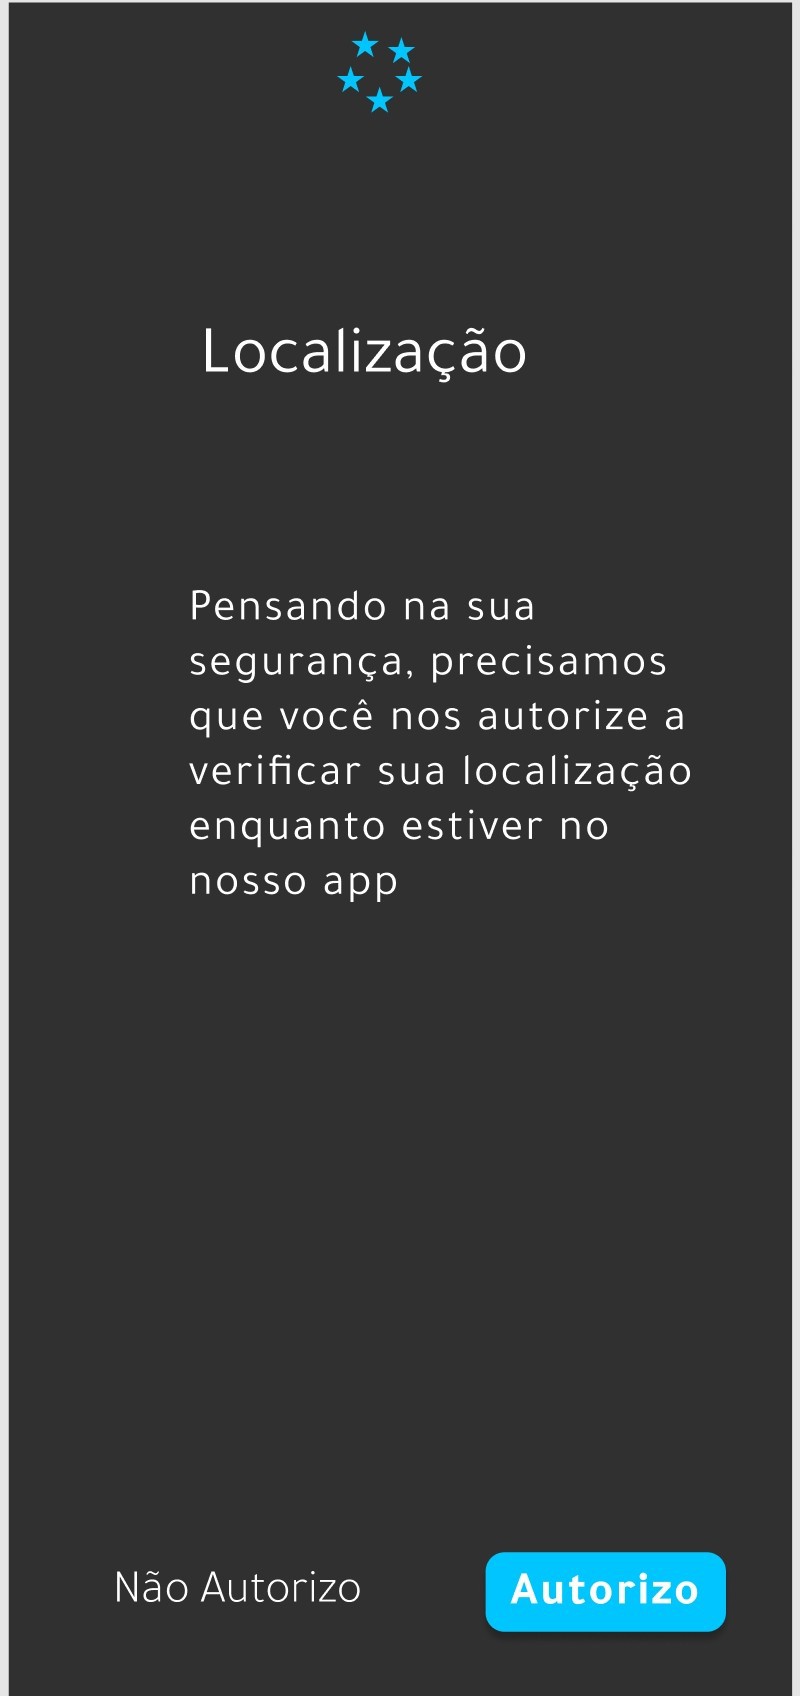 Localização
Pensando na sua
segurança, precisamos
que você nos autorize a
verificar sua localização
enquanto estiver no
nosso app
Não Autorizo
Autorizo